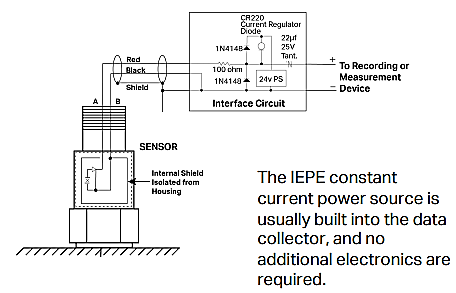 CR220
Current Regulator
Diode
22µf
25V
Tant.
1N4148
Red
100 ohm
Black
1N4148
24v PS
Shield
+
To Recording or
Measurement
− Device
Interface Circuit
A B
SENSOR
Internal Shield
Isolated from
Housing
The IEPE constant
current power source is
usually built into the data
collector, and no
additional electronics are
required.